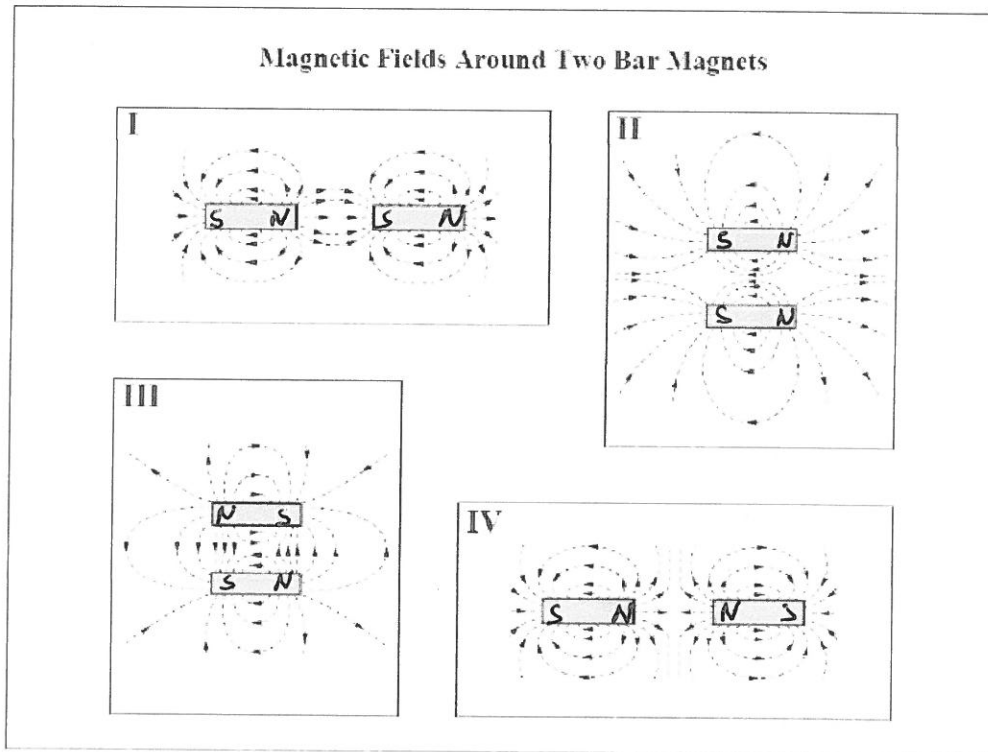 Magnetic Fields Around Two Bar Magnets
I
S N S N
II
S N
S N
III
N S
S N
IV
S N N S